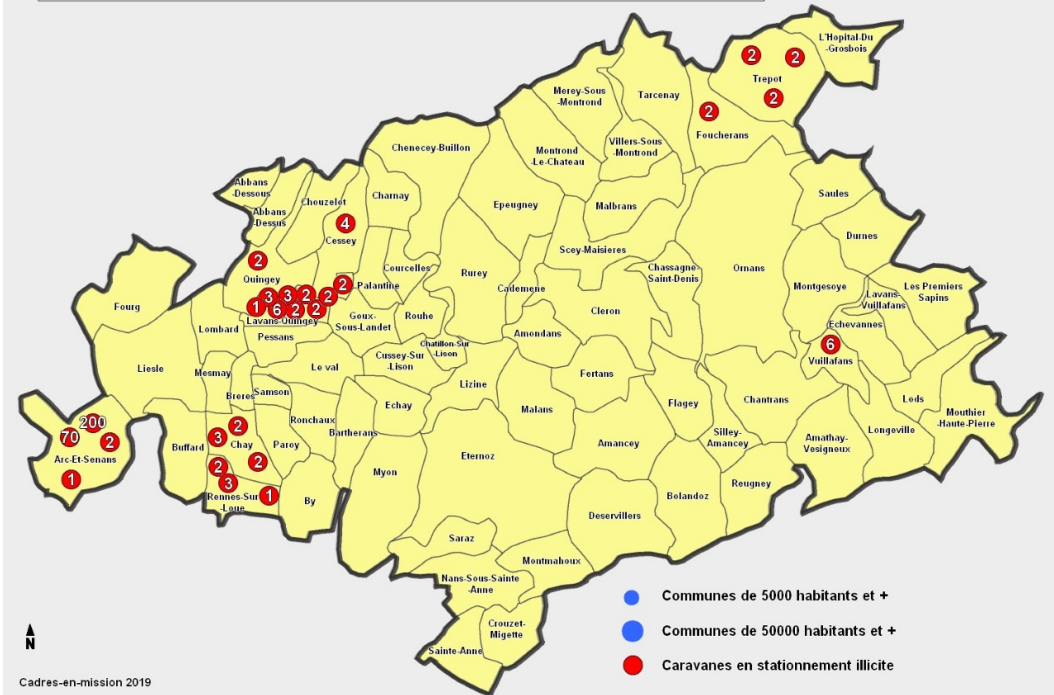 L'Hopital-Du
-Grosbois
2
2
Trepot
2
Merey-Sous
-Montrond
Tarcenay
2
Foucherans
Chenecey-Buillon
Montrond
-Le-Chateau
Villers-Sous
-Montrond
Abbans
-Dessous
Chouzelot
Charnay
Saules
Abbans
-Dessus
Epeugney
Malbrans
4
Cessey
Durnes
Scey-Maisieres
2
Courcelles
Chassagne-
Saint-Denis
Ornans
Quingey
2
Palantine
Rurey
Cademene
Montgesoye
Lavans-
Vuillafans
Les Premiers
Sapins
Fourg
3
3
2
2
1
6
2
2
Lavans-Quingey
Goux-
Sous-Landet
Rouhe
Cleron
Echevannes
Lombard
Pessans
Amondans
6
Vuillafans
Chatillon-Sur
-Lison
Cussey-Sur
-Lison
Liesle
Mesmay
Le val
Fertans
Lizine
Samson
Breres
Echay
Chantrans
Lods
Flagey
Malans
Mouthier
-Haute-Pierre
200
70
2
2
3
Ronchaux
Bartherans
Silley-
Amancey
Longeville
Buffard
Chay
Paroy
Amancey
Amathay-
Vesigneux
Arc-Et-Senans
2
Eternoz
2
Myon
1
3
Reugney
Rennes-Sur
-Loue
1
By
Bolandoz
Deservillers
Saraz
Montmahoux
Nans-Sous-Sainte
-Anne
Crouzet-
Migette
Sainte-Anne
Communes de 5000 habitants et +
Communes de 50000 habitants et +
Caravanes en stationnement illicite
N
Cadres-en-mission 2019